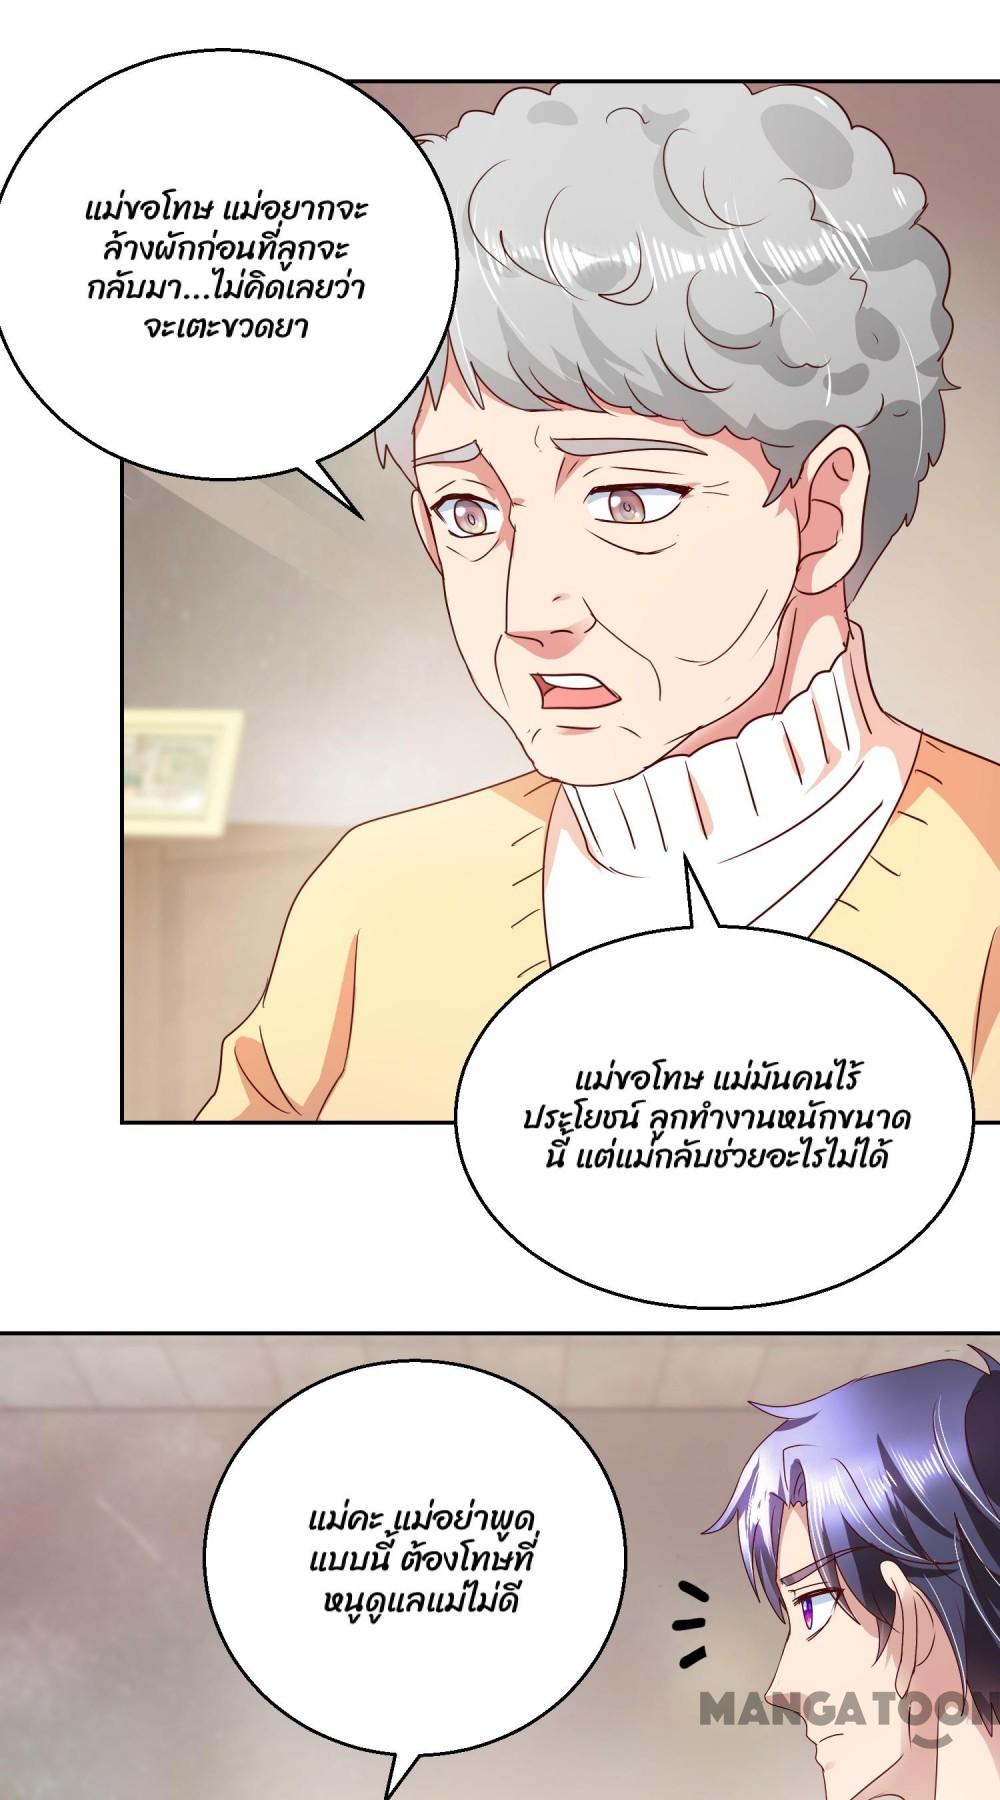 แม่ขอโทษ แม่อยากจะ
ล้างผักก่อนที่ลูกจะ
กลับมา...ไม่คิดเลยว่า
จะเตะขวดยา
แม่ขอโทษ แม่มันคนไร้
ประโยชน์ ลูกทำงานหนักขนาด
นี้ แต่แม่กลับช่วยอะไรไม่ได้
แม่คะ แม่อย่าพูด
แบบนี้ ต้องโทษที่
หนูดูแลแม่ไม่ดี
MANGATOON